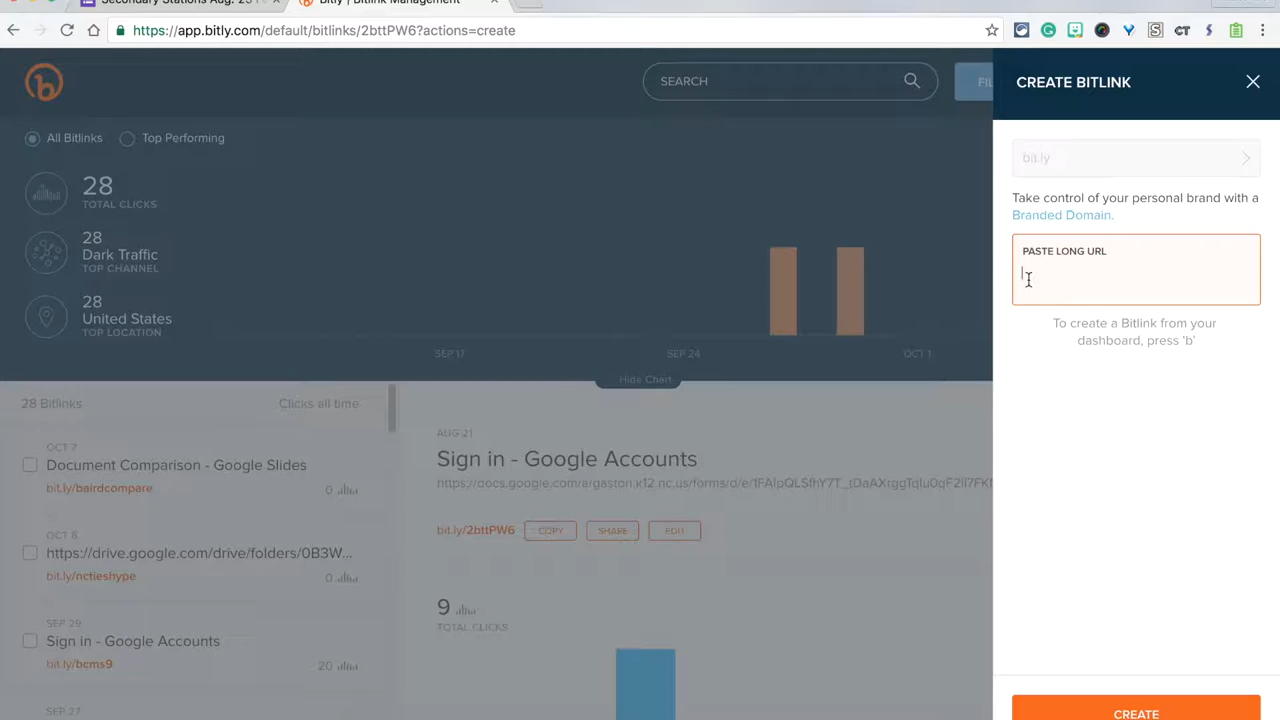 Secondary Stations Aug. 23
Bitly | Bitlink Management
https://app.bitly.com/default/bitlinks/2bttPW6?actions=create
SEARCH
FIL
CREATE BITLINK
All Bitlinks
Top Performing
28
TOTAL CLICKS
28
Dark Traffic
TOP CHANNEL
28
United States
TOP LOCATION
SEP 17
SEP 24
OCT 1
Hide Chart
bit.ly
Take control of your personal brand with a
Branded Domain.
PASTE LONG URL
To create a Bitlink from your
dashboard, press 'b'
CREATE
28 Bitlinks
Clicks all time
OCT 7
Document Comparison - Google Slides
bit.ly/bairdcompare
0
OCT 6
https://drive.google.com/drive/folders/0B3W...
bit.ly/nctieshype
0
SEP 29
Sign in - Google Accounts
bit.ly/bcms9
20
SEP 27
AUG 21
Sign in - Google Accounts
bit.ly/2bttPW6
COPY
SHARE
EDIT
9
TOTAL CLICKS